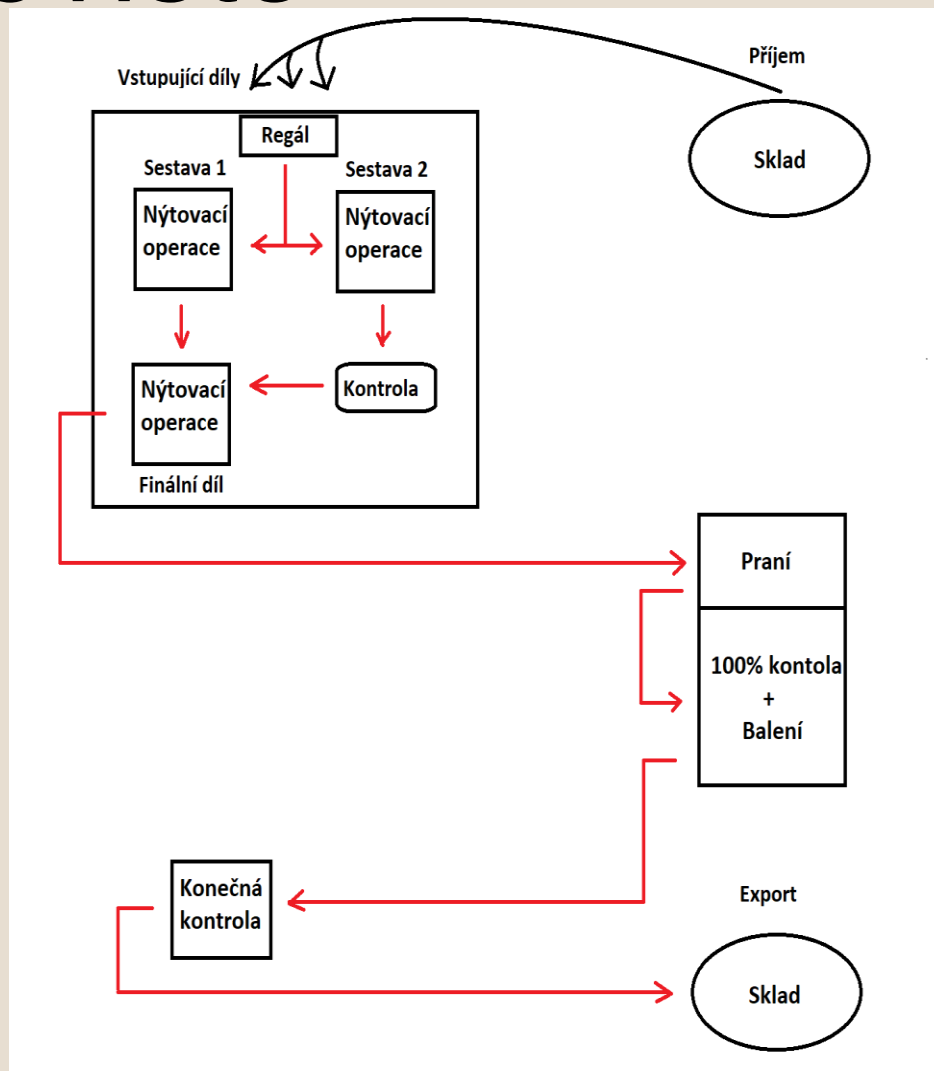 Příjem
Vstupující díly
Regál
Sklad
Sestava 1
Sestava 2
Nýtovací
operace
Nýtovací
operace
Nýtovací
operace
Kontrola
Finální díl
Praní
100% kontola
+
Balení
Konečná
kontrola
Export
Sklad